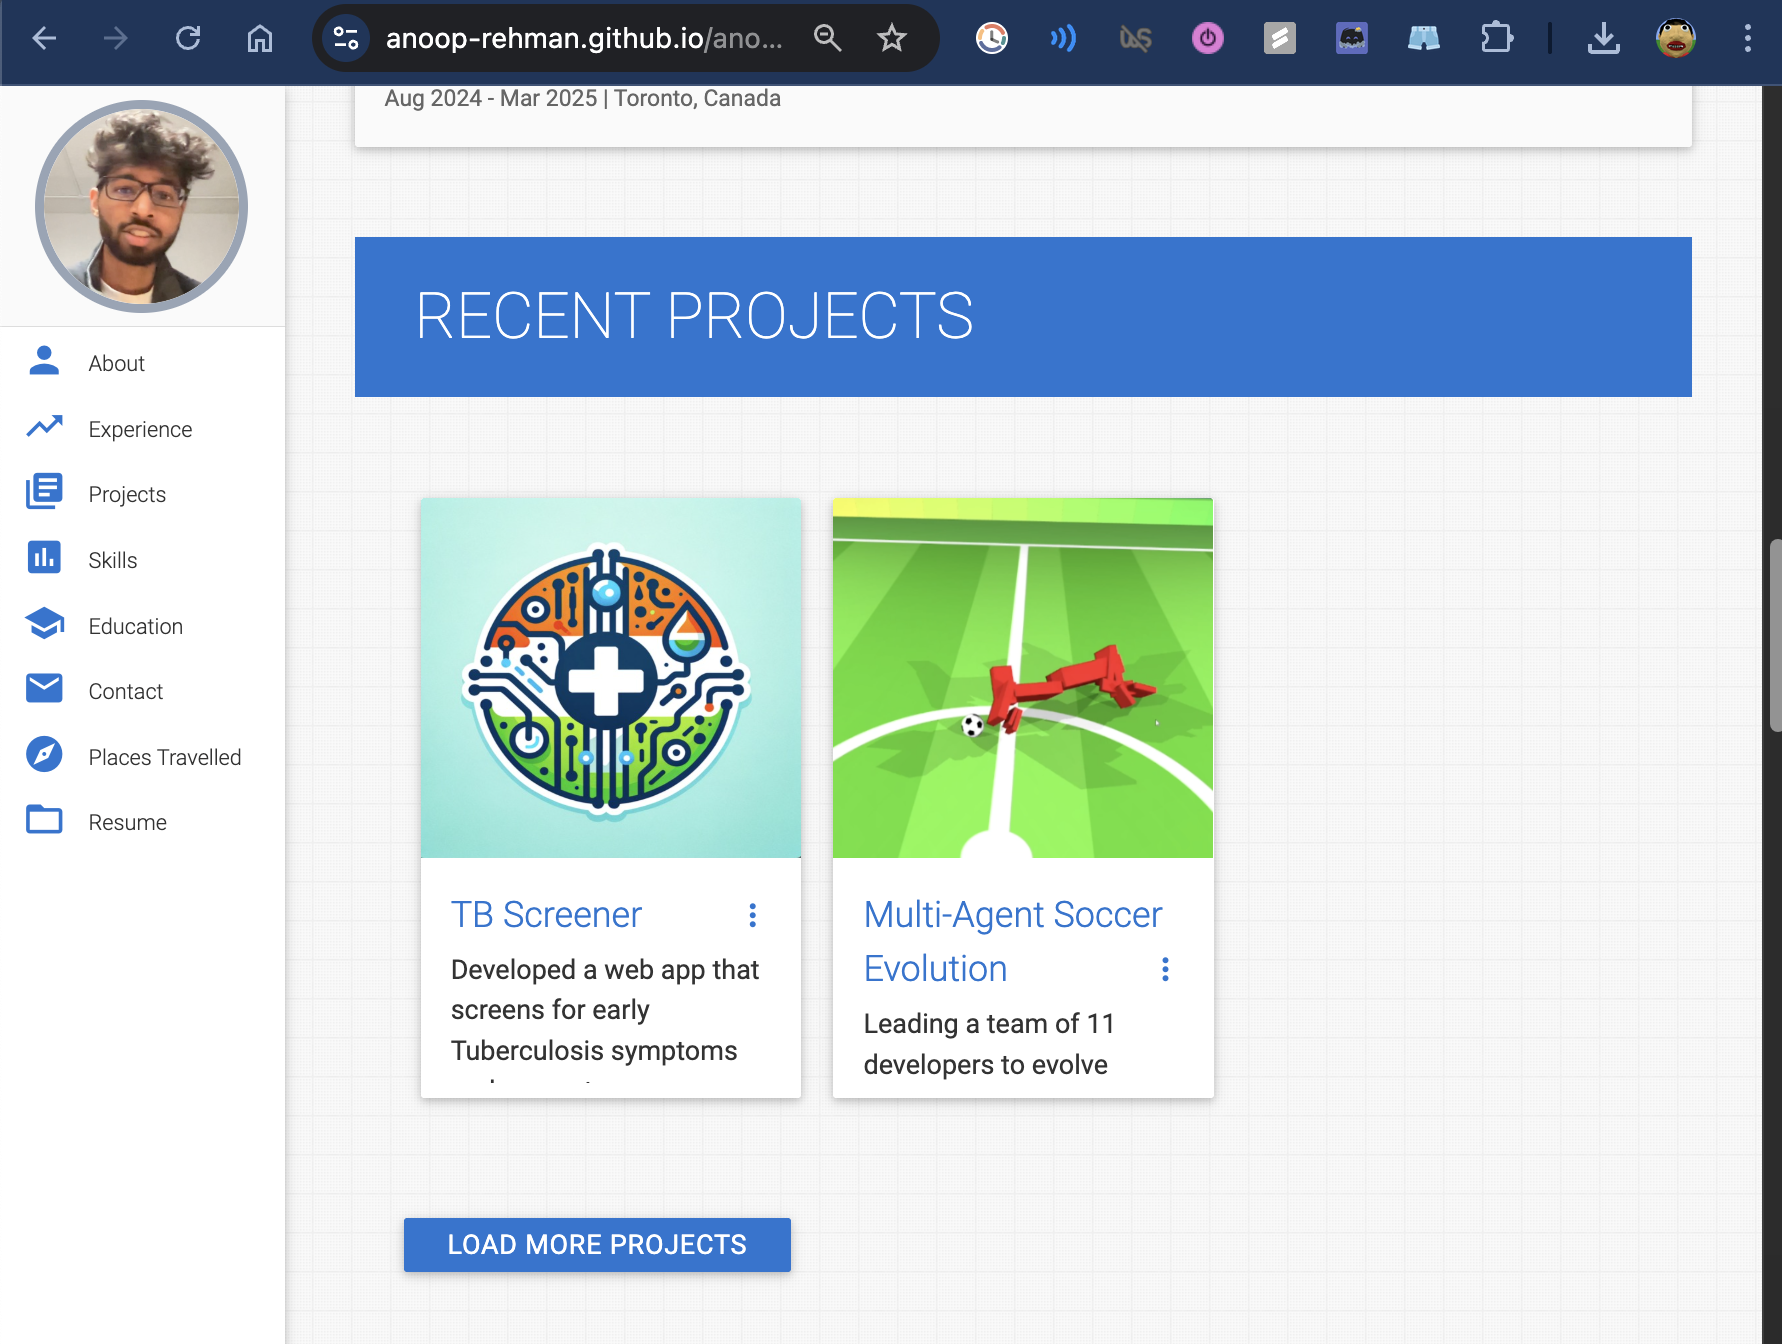 anoop-rehman.github.io/ano...
Aug 2024 - Mar 2025 | Toronto, Canada
About
Experience
Projects
Skills
Education
Contact
Places Travelled
Resume
RECENT PROJECTS
TB Screener
Developed a web app that
screens for early
Tuberculosis symptoms
Multi-Agent Soccer
Evolution
Leading a team of 11
developers to evolve
LOAD MORE PROJECTS